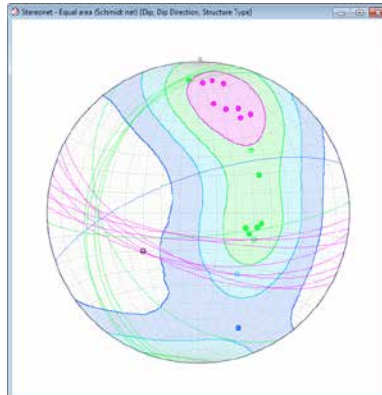 Stereonet - Equal area (Schmidt net) [Dip, Dip Direction, Structure Type]